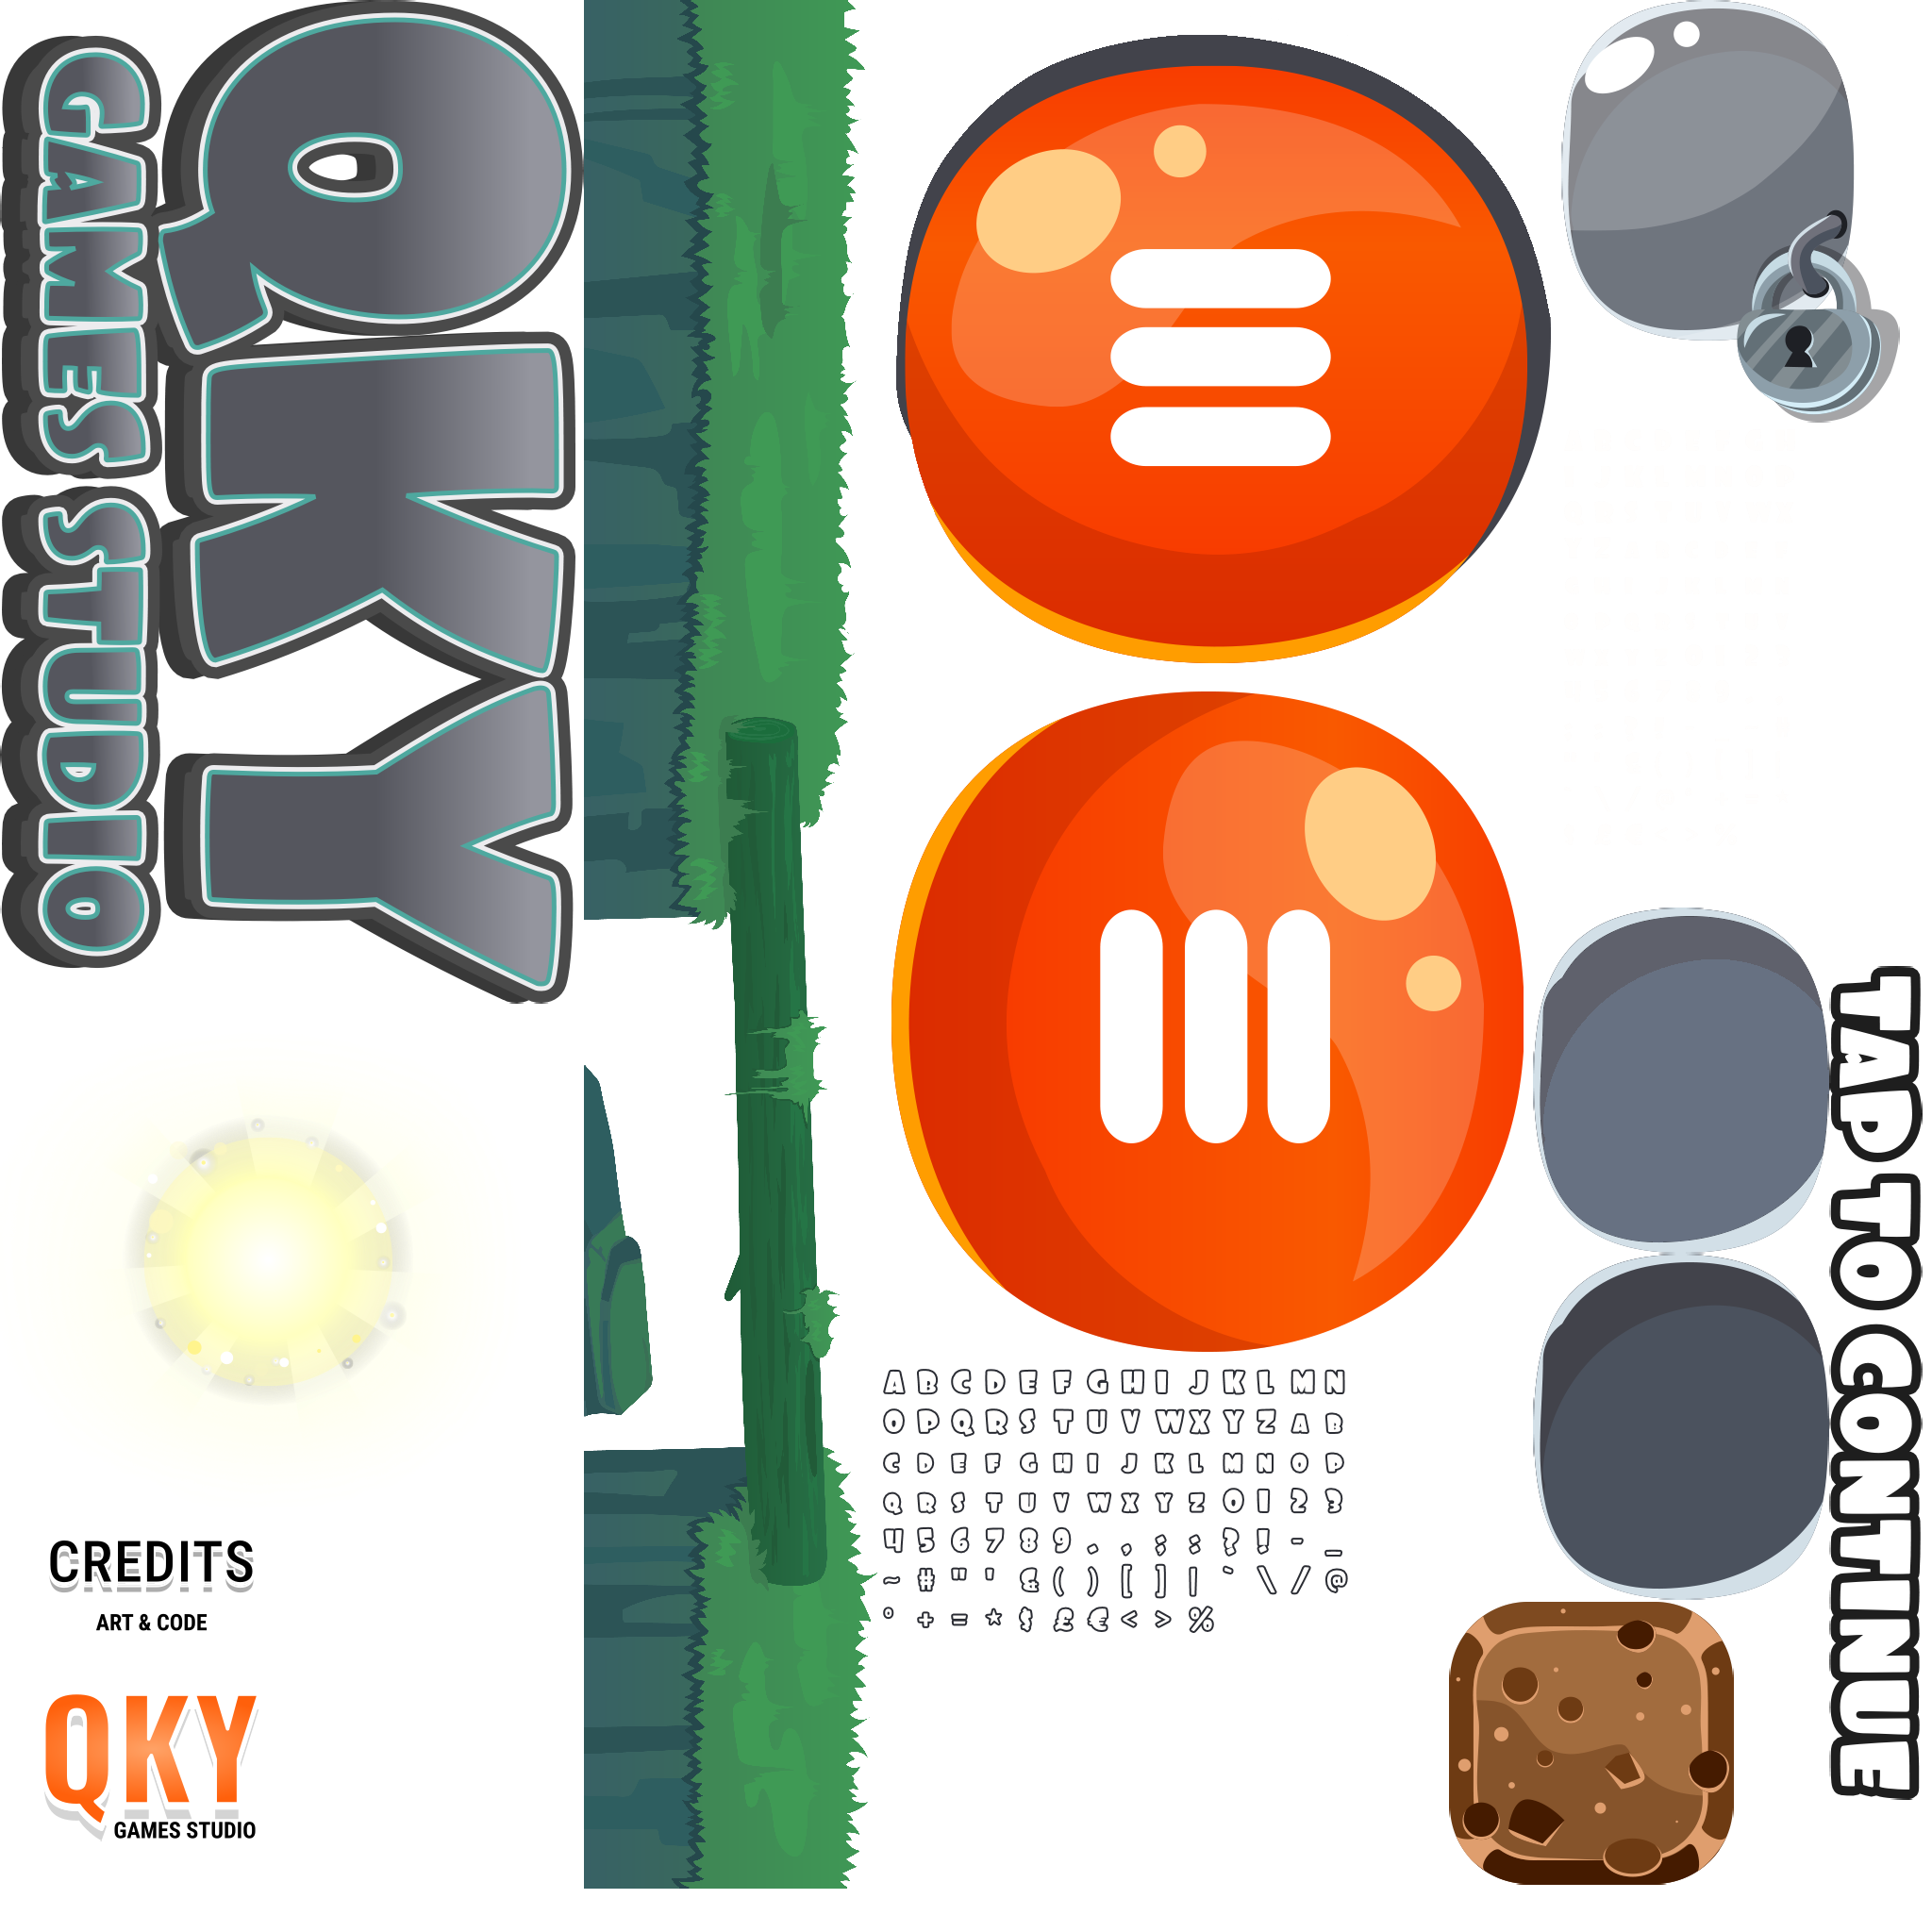 QKY
GAMES STUDIO
A B C D E F G H I J K L M N
O P Q R S T U V W X Y Z A B
C D E F G H I J K L M N O P
Q R S T U V W X Y Z 0 1 2 3
4 5 6 7 8 9 . , ; : ? ! - _
~ # " ' & ( ) [ ] | ` \ / @
° + = * $ £ € < > %
TAP TO CONTINUE
CREDITS
ART & CODE
QKY
GAMES STUDIO